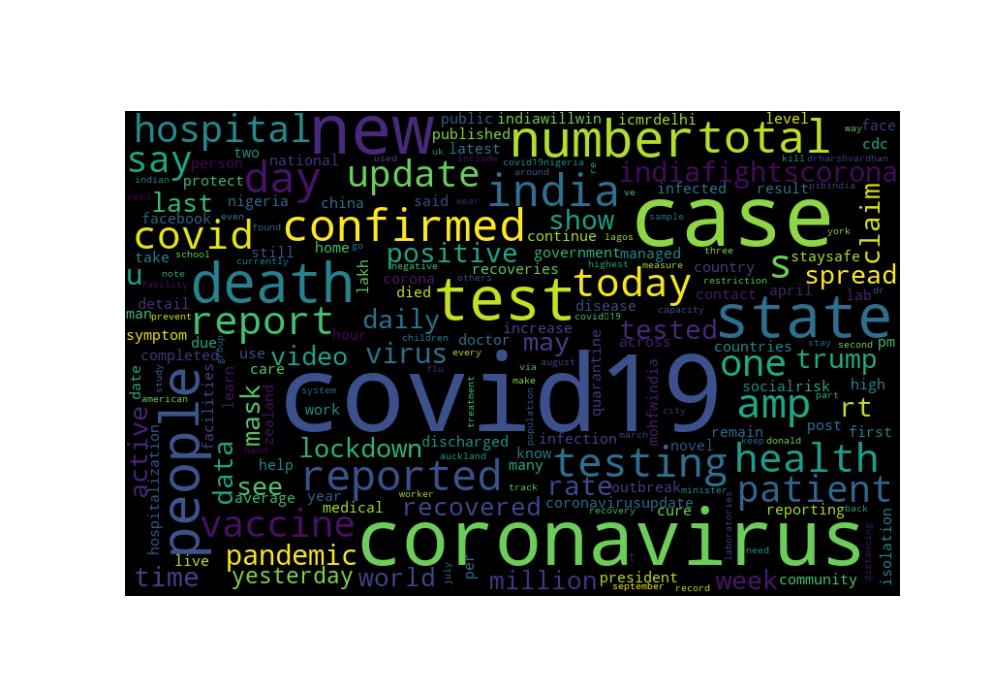 hospital new public indiawillwin icmrdelhi level way face
published number total cdc
say person two national uk latest used include covid19nigeria re kill drharshvardhan
indian protect day update around india indiafightscorona
read last nigeria china said wear ve infected result pibindia
facebook even confirmed show case claim
covid found home go continue lagos sample york
take school still positive government managed three staysafe
u note currently lakh negative recoveries highest measure country s spread
facility death corona others today restriction
detail died test disease contact april lab dr
man prevent report daily covid19 capacity state
symptom hour increase tested
due children doctor may across countries stay second pm
completed group use video virus every one trump
date study care flu via august quarantine social risk high
american learn system make amp part
people facilities mask zealand work treatment covid19 population mohfwindia city rt
hand march remain post first
active lockdown discharged infection novel keep donald
hospitalization data help auckland know testing health
see reported many rate outbreak minister
average year track coronavirusupdate patient
worker medical recovered recovery cure reporting back
vaccine coronavirus laboratories need isolation
pandemic t distancing
live per
time yesterday world july million president week community
september record